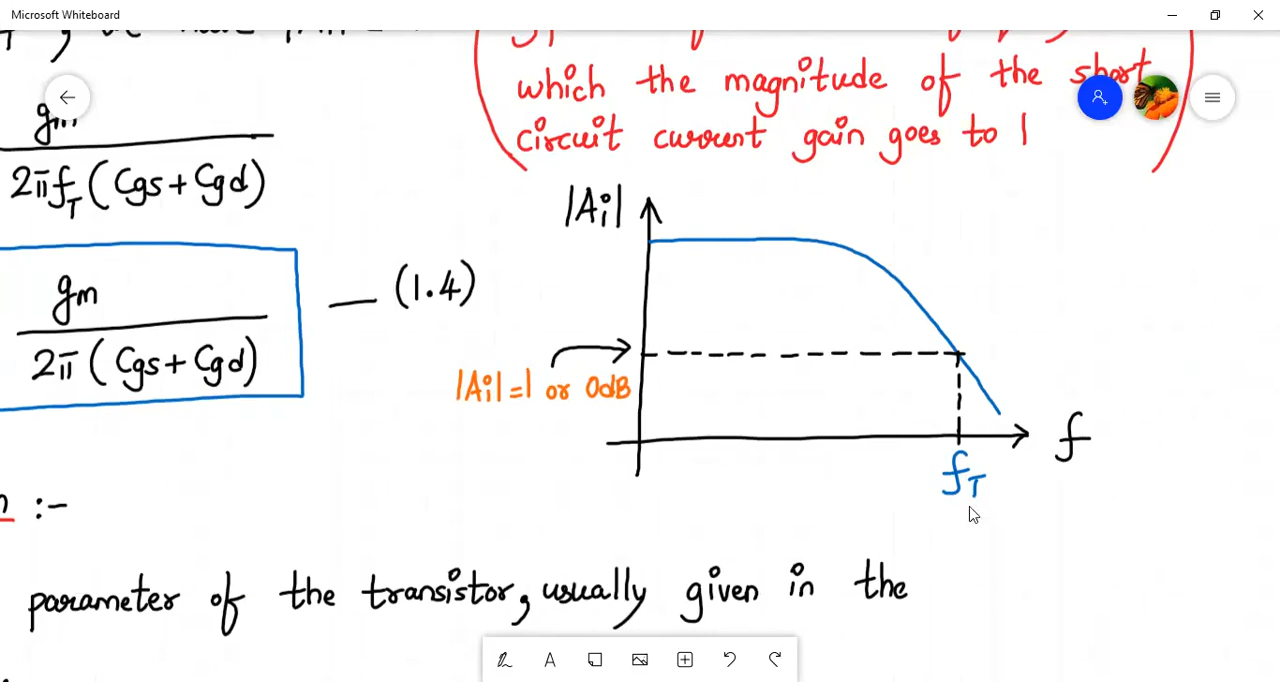 Microsoft Whiteboard
which the magnitude of the short
circuit current gain goes to 1
gm
2πf_T (Cgs + Cgd)
gm
2π (Cgs + Cgd)
— (1.4)
|Ai|
|Ai| = 1 or 0dB
f
f_T
:-
parameter of the transistor, usually given in the